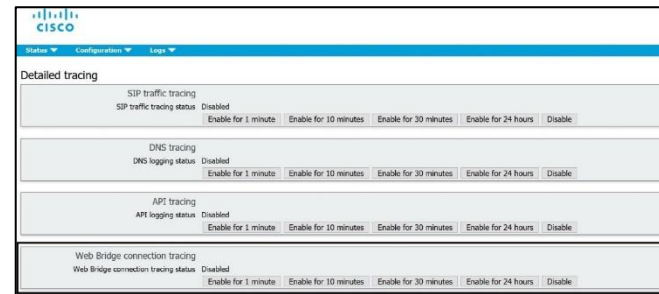 CISCO
Status Configuration Logs
Detailed tracing
SIP traffic tracing
SIP traffic tracing status Disabled
Enable for 1 minute Enable for 10 minutes Enable for 30 minutes Enable for 24 hours Disable
DNS tracing
DNS logging status Disabled
Enable for 1 minute Enable for 10 minutes Enable for 30 minutes Enable for 24 hours Disable
API tracing
API logging status Disabled
Enable for 1 minute Enable for 10 minutes Enable for 30 minutes Enable for 24 hours Disable
Web Bridge connection tracing
Web Bridge connection tracing status Disabled
Enable for 1 minute Enable for 10 minutes Enable for 30 minutes Enable for 24 hours Disable